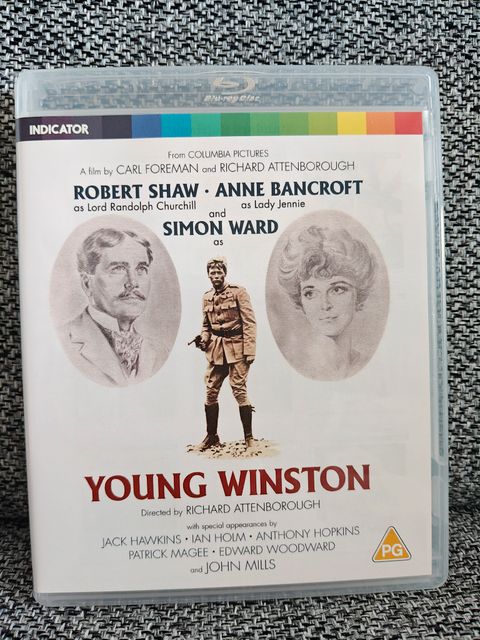 Blu-ray Disc
INDICATOR
From COLUMBIA PICTURES
A film by CARL FOREMAN and RICHARD ATTENBOROUGH
ROBERT SHAW · ANNE BANCROFT
as Lord Randolph Churchill as Lady Jennie
and
SIMON WARD
as
YOUNG WINSTON
Directed by RICHARD ATTENBOROUGH
with special appearances by
JACK HAWKINS · IAN HOLM · ANTHONY HOPKINS
PATRICK MAGEE · EDWARD WOODWARD
and JOHN MILLS
PG